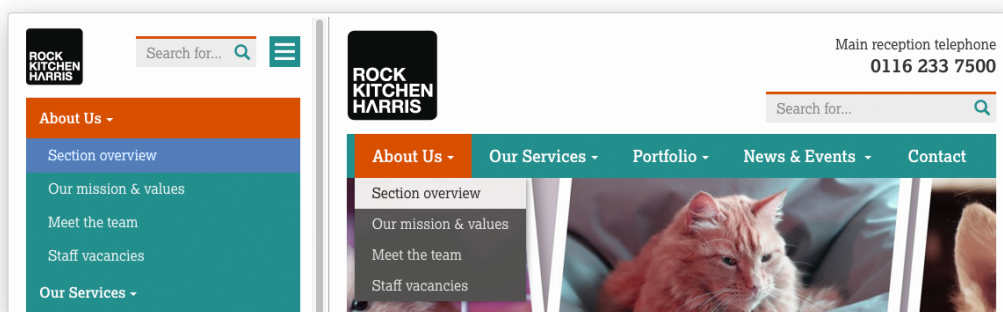 ROCK
KITCHEN
HARRIS
Search for...
About Us
Section overview
Our mission & values
Meet the team
Staff vacancies
Our Services
ROCK
KITCHEN
HARRIS
Main reception telephone
0116 233 7500
Search for...
About Us
Our Services
Portfolio
News & Events
Contact
Section overview
Our mission & values
Meet the team
Staff vacancies